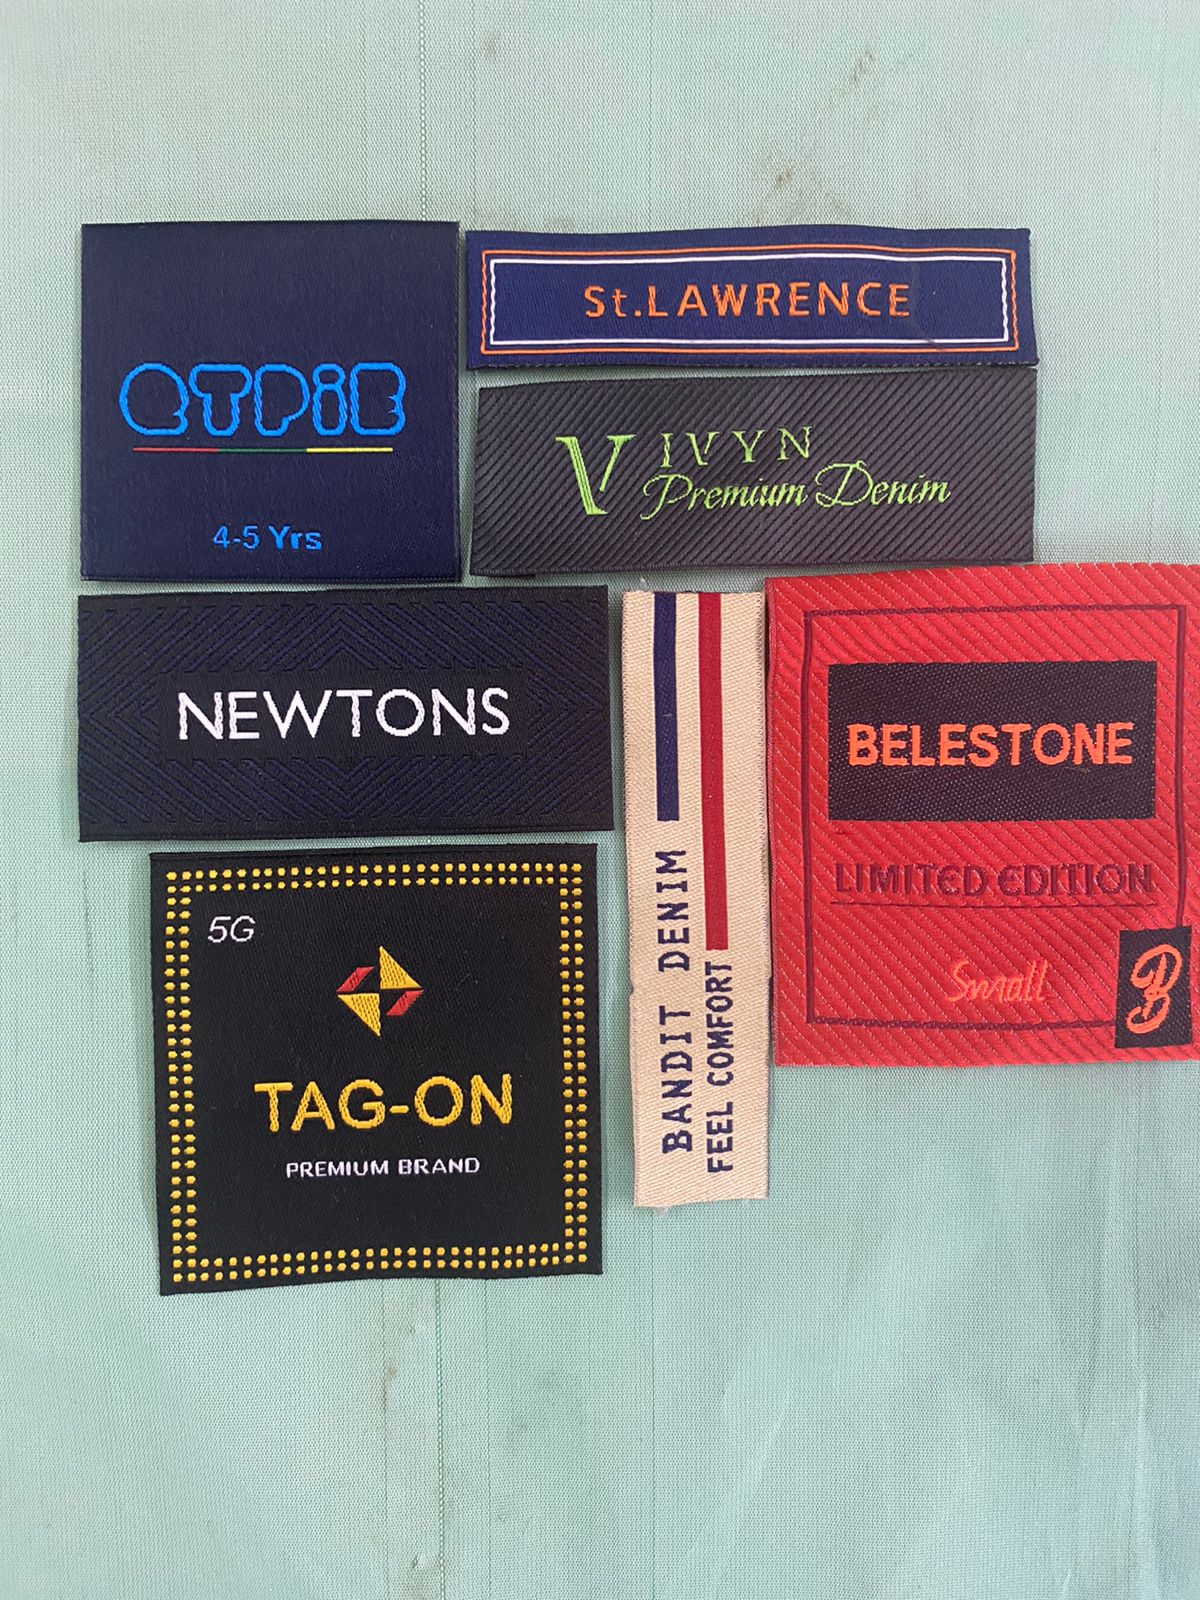 QTPiE
4-5 Yrs
St.LAWRENCE
V IVYN
Premium Denim
NEWTONS
BANDIT DENIM
FEEL COMFORT
BELESTONE
LIMITED EDITION
Small
B
5G
TAG-ON
PREMIUM BRAND